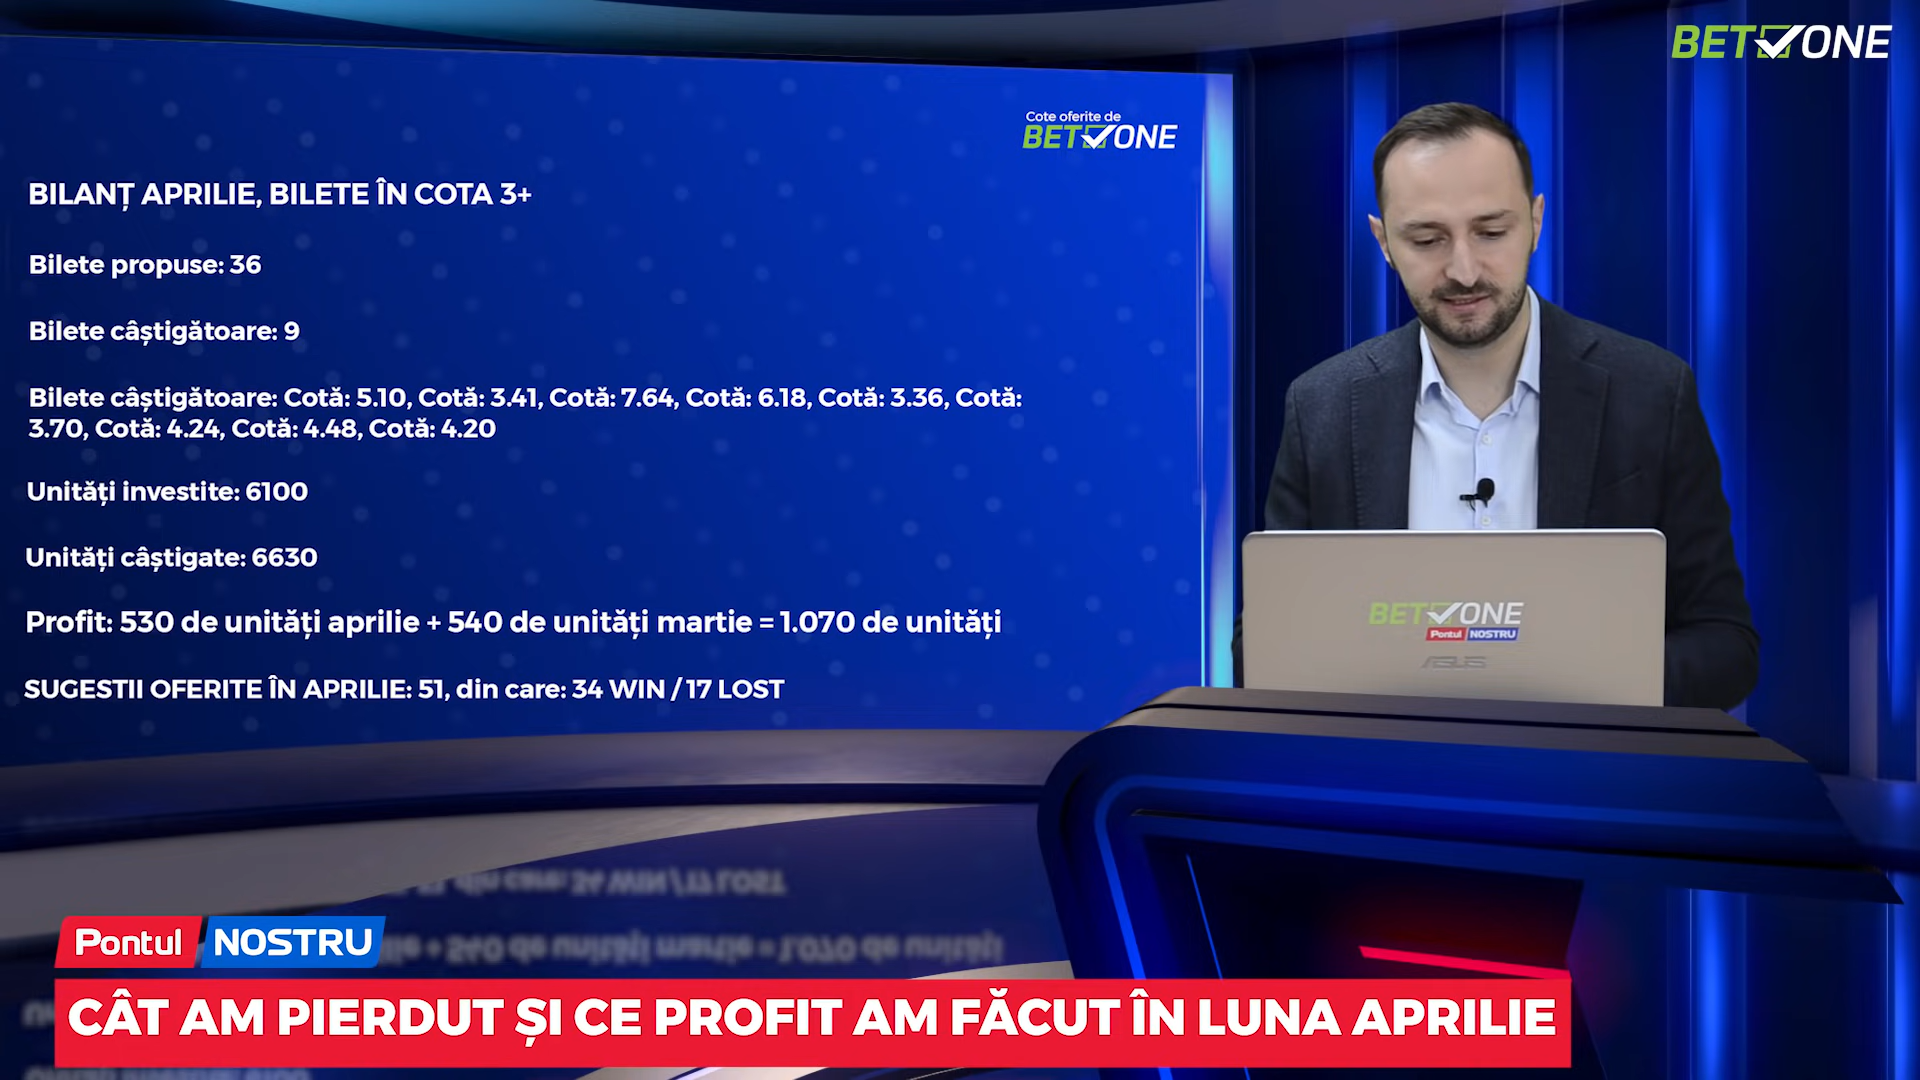 BET ONE
Cote oferite de
BET ONE
BILANȚ APRILIE, BILETE ÎN COTA 3+
Bilete propuse: 36
Bilete câștigătoare: 9
Bilete câștigătoare: Cotă: 5.10, Cotă: 3.41, Cotă: 7.64, Cotă: 6.18, Cotă: 3.36, Cotă:
3.70, Cotă: 4.24, Cotă: 4.48, Cotă: 4.20
Unități investite: 6100
Unități câștigate: 6630
Profit: 530 de unități aprilie + 540 de unități martie = 1.070 de unități
SUGESTII OFERITE ÎN APRILIE: 51, din care: 34 WIN / 17 LOST
BET ONE
Pontul NOSTRU
ASUS
Pontul NOSTRU
CÂT AM PIERDUT ȘI CE PROFIT AM FĂCUT ÎN LUNA APRILIE